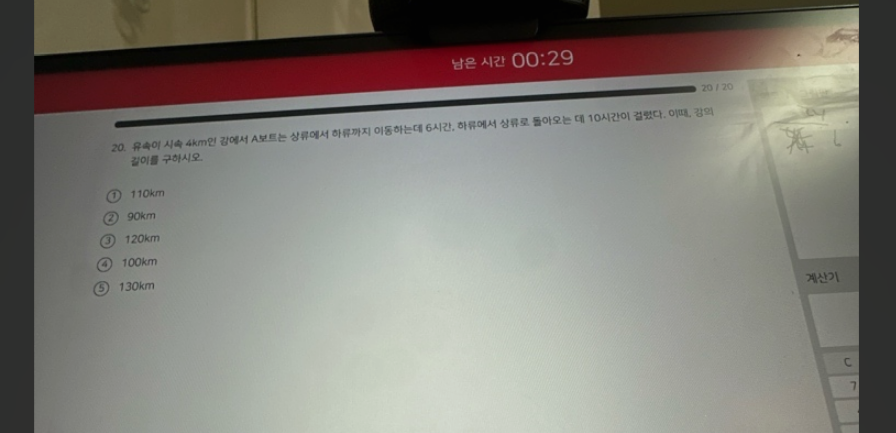 남은 시간 00:29
20 / 20
20. 유속이 시속 4km인 강에서 A보트는 상류에서 하류까지 이동하는데 6시간, 하류에서 상류로 돌아오는 데 10시간이 걸렸다. 이때, 강의
길이를 구하시오.
① 110km
② 90km
③ 120km
④ 100km
⑤ 130km
계산기
C
7